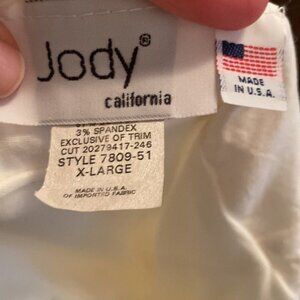 Jody®
california
MADE
IN U.S.A.
3% SPANDEX
EXCLUSIVE OF TRIM
CUT 20279417-246
STYLE 7809-51
X-LARGE
MADE IN U.S.A.
OF IMPORTED FABRIC